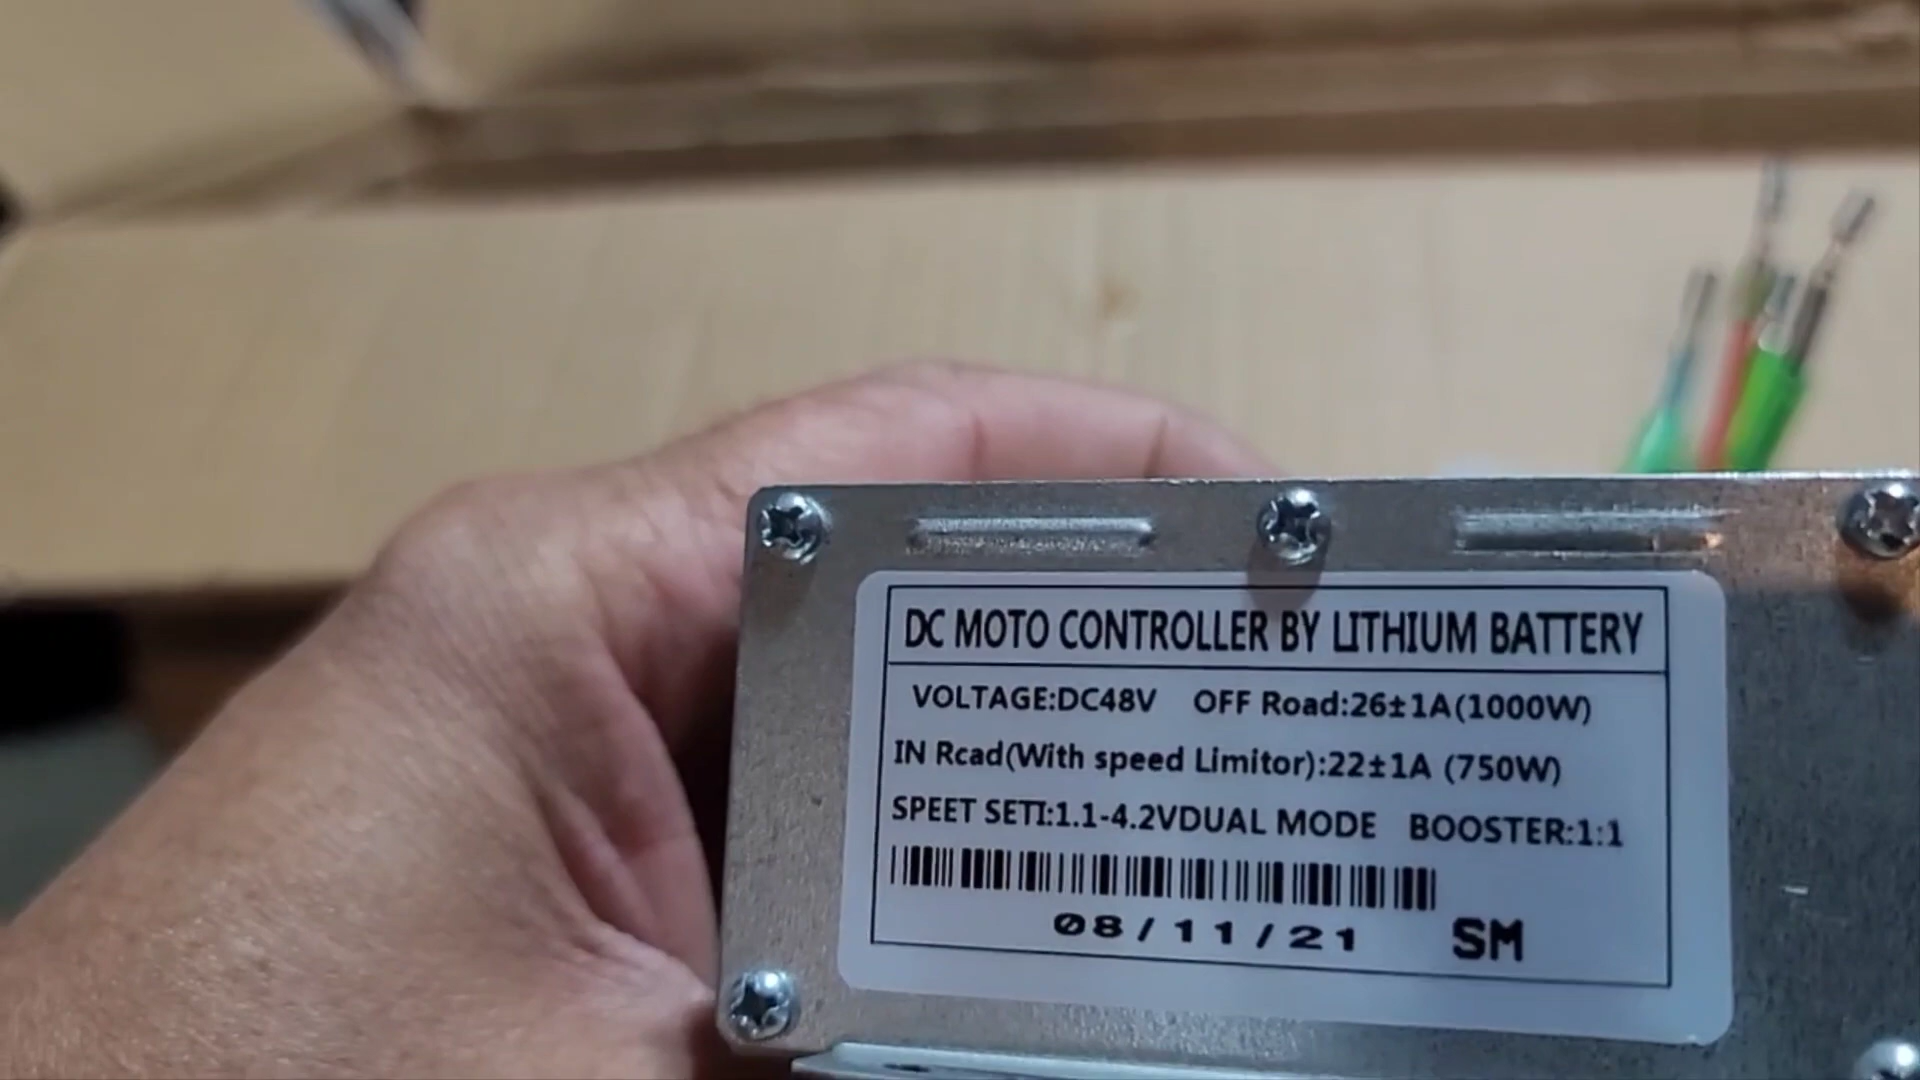 DC MOTO CONTROLLER BY LITHIUM BATTERY
VOLTAGE:DC48V OFF Road:26±1A(1000W)
IN Rcad(With speed Limitor):22±1A (750W)
SPEET SETI:1.1-4.2VDUAL MODE BOOSTER:1:1
08/11/21 SM